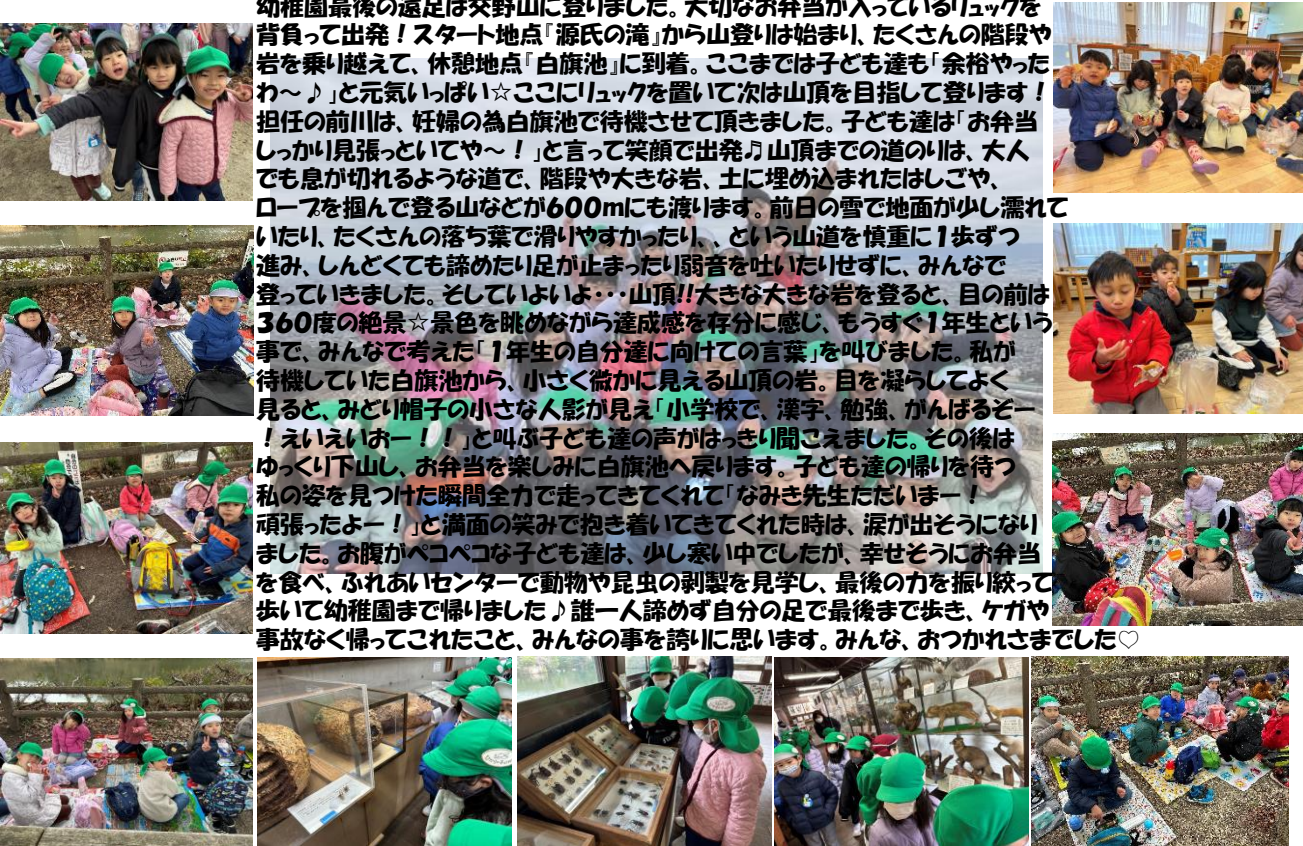 幼稚園最後の遠足は交野山に登りました。大切なお弁当が入っているリュックを
背負って出発！スタート地点『源氏の滝』から山登りは始まり、たくさんの階段や
岩を乗り越えて、休憩地点『白旗池』に到着。ここまでは子ども達も「余裕やった
わ～♪」と元気いっぱい☆ここにリュックを置いて次は山頂を目指して登ります！
担任の前川は、妊婦の為白旗池で待機させて頂きました。子ども達は「お弁当
しっかり見張っといてや～！」と言って笑顔で出発♫山頂までの道のりは、大人
でも息が切れるような道で、階段や大きな岩、土に埋め込まれたはしごや、
ロープを掴んで登る山などが600mにも渡ります。前日の雪で地面が少し濡れて
いたり、たくさんの落ち葉で滑りやすかったり、、という山道を慎重に1歩ずつ
進み、しんどくても諦めたり足が止まったり弱音を吐いたりせずに、みんなで
登っていきました。そしていよいよ・・・山頂!!大きな大きな岩を登ると、目の前は
360度の絶景☆景色を眺めながら達成感を存分に感じ、もうすぐ1年生という
事で、みんなで考えた「1年生の自分達に向けての言葉」を叫びました。私が
待機していた白旗池から、小さく微かに見える山頂の岩。目を凝らしてよく
見ると、みどり帽子の小さな人影が見え「小学校で、漢字、勉強、がんばるぞー
！えいえいおー！！」と叫ぶ子ども達の声がはっきり聞こえました。その後は
ゆっくり下山し、お弁当を楽しみに白旗池へ戻ります。子ども達の帰りを待つ
私の姿を見つけた瞬間全力で走ってきてくれて「なみき先生ただいまー！
頑張ったよー！」と満面の笑みで抱き着いてきてくれた時は、涙が出そうになり
ました。お腹がペコペコな子ども達は、少し寒い中でしたが、幸せそうにお弁当
を食べ、ふれあいセンターで動物や昆虫の剥製を見学し、最後の力を振り絞って
歩いて幼稚園まで帰りました♪誰一人諦めず自分の足で最後まで歩き、ケガや
事故なく帰ってこれたこと、みんなの事を誇りに思います。みんな、おつかれさまでした♡